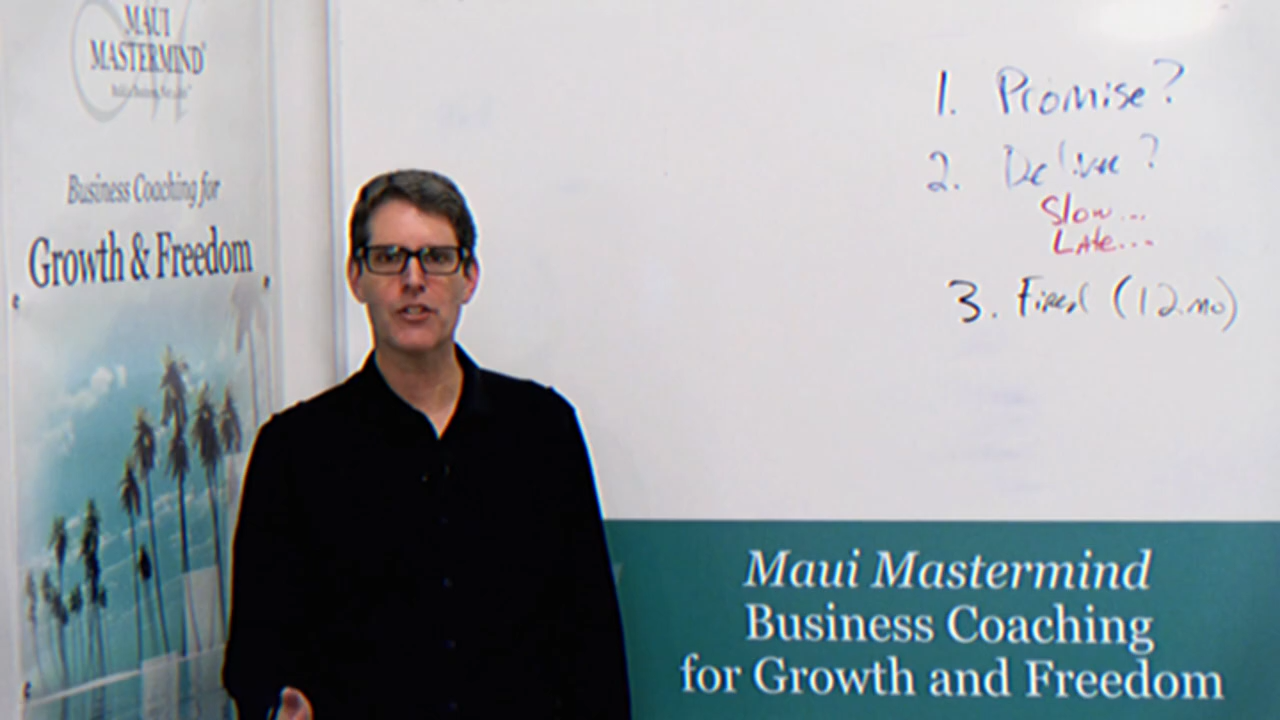 MAUI
MASTERMIND
Business Coaching for
Growth & Freedom
1. Promise?
2. Deliver?
Slow...
Late...
3. Fired (12.mo)
Maui Mastermind
Business Coaching
for Growth and Freedom